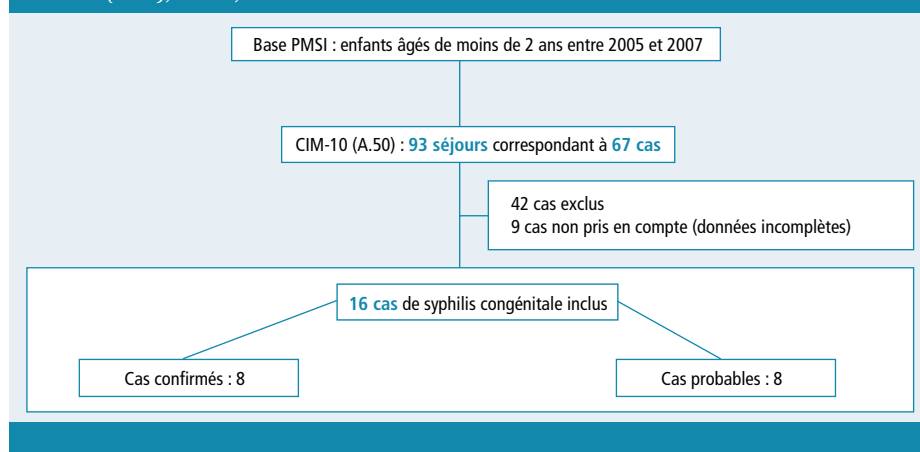 Base PMSI : enfants âgés de moins de 2 ans entre 2005 et 2007
CIM-10 (A.50) : 93 séjours correspondant à 67 cas
42 cas exclus
9 cas non pris en compte (données incomplètes)
16 cas de syphilis congénitale inclus
Cas confirmés : 8
Cas probables : 8